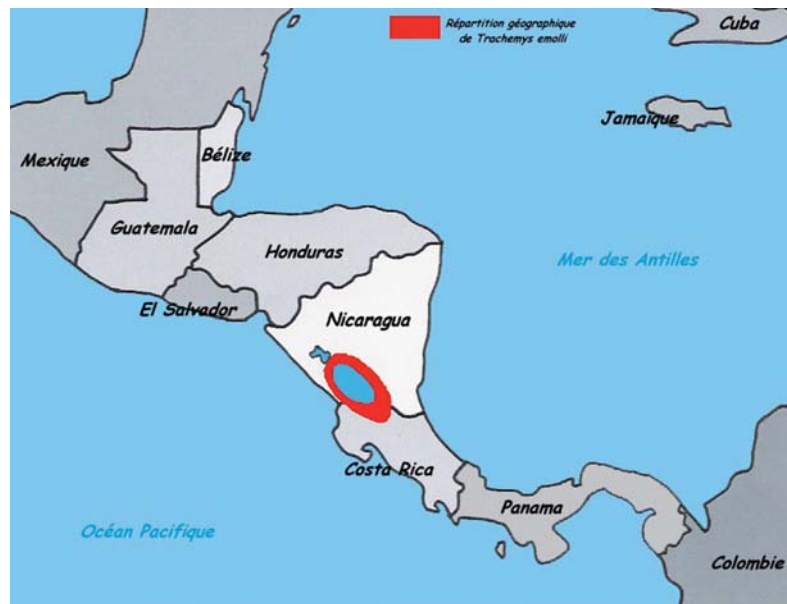 Répartition géographique
de Trachemys emolli
Cuba
Jamaïque
Mexique
Bélize
Guatemala
Honduras
Mer des Antilles
El Salvador
Nicaragua
Costa Rica
Panama
Océan Pacifique
Colombie